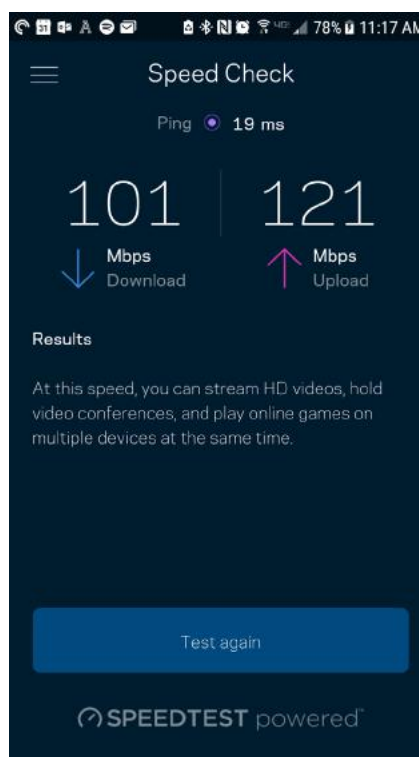 31 78% 11:17 AM
Speed Check
Ping 19 ms
101 121
Mbps Mbps
Download Upload
Results
At this speed, you can stream HD videos, hold
video conferences, and play online games on
multiple devices at the same time.
Test again
SPEEDTEST powered™